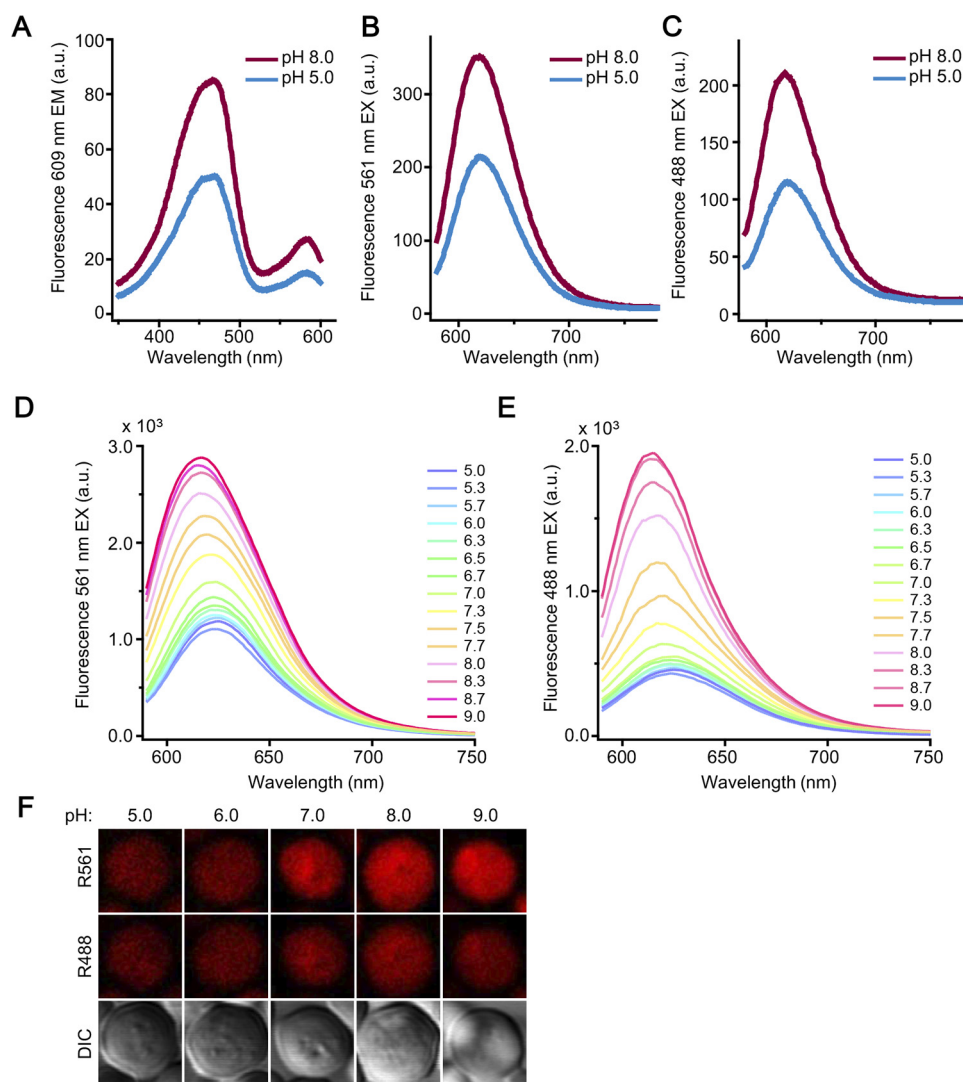 A
Fluorescence 609 nm EM (a.u.)
100
80
60
40
20
0
400
500
600
Wavelength (nm)
pH 8.0
pH 5.0
B
Fluorescence 561 nm EX (a.u.)
300
200
100
0
600
700
Wavelength (nm)
pH 8.0
pH 5.0
C
Fluorescence 488 nm EX (a.u.)
200
150
100
50
0
600
700
Wavelength (nm)
pH 8.0
pH 5.0
D
x 10³
Fluorescence 561 nm EX (a.u.)
3.0
2.0
1.0
0.0
600
650
700
750
Wavelength (nm)
5.0
5.3
5.7
6.0
6.3
6.5
6.7
7.0
7.3
7.5
7.7
8.0
8.3
8.7
9.0
E
x 10³
Fluorescence 488 nm EX (a.u.)
2.0
1.0
0.0
600
650
700
750
Wavelength (nm)
5.0
5.3
5.7
6.0
6.3
6.5
6.7
7.0
7.3
7.5
7.7
8.0
8.3
8.7
9.0
F
pH: 5.0 6.0 7.0 8.0 9.0
R561
R488
DIC